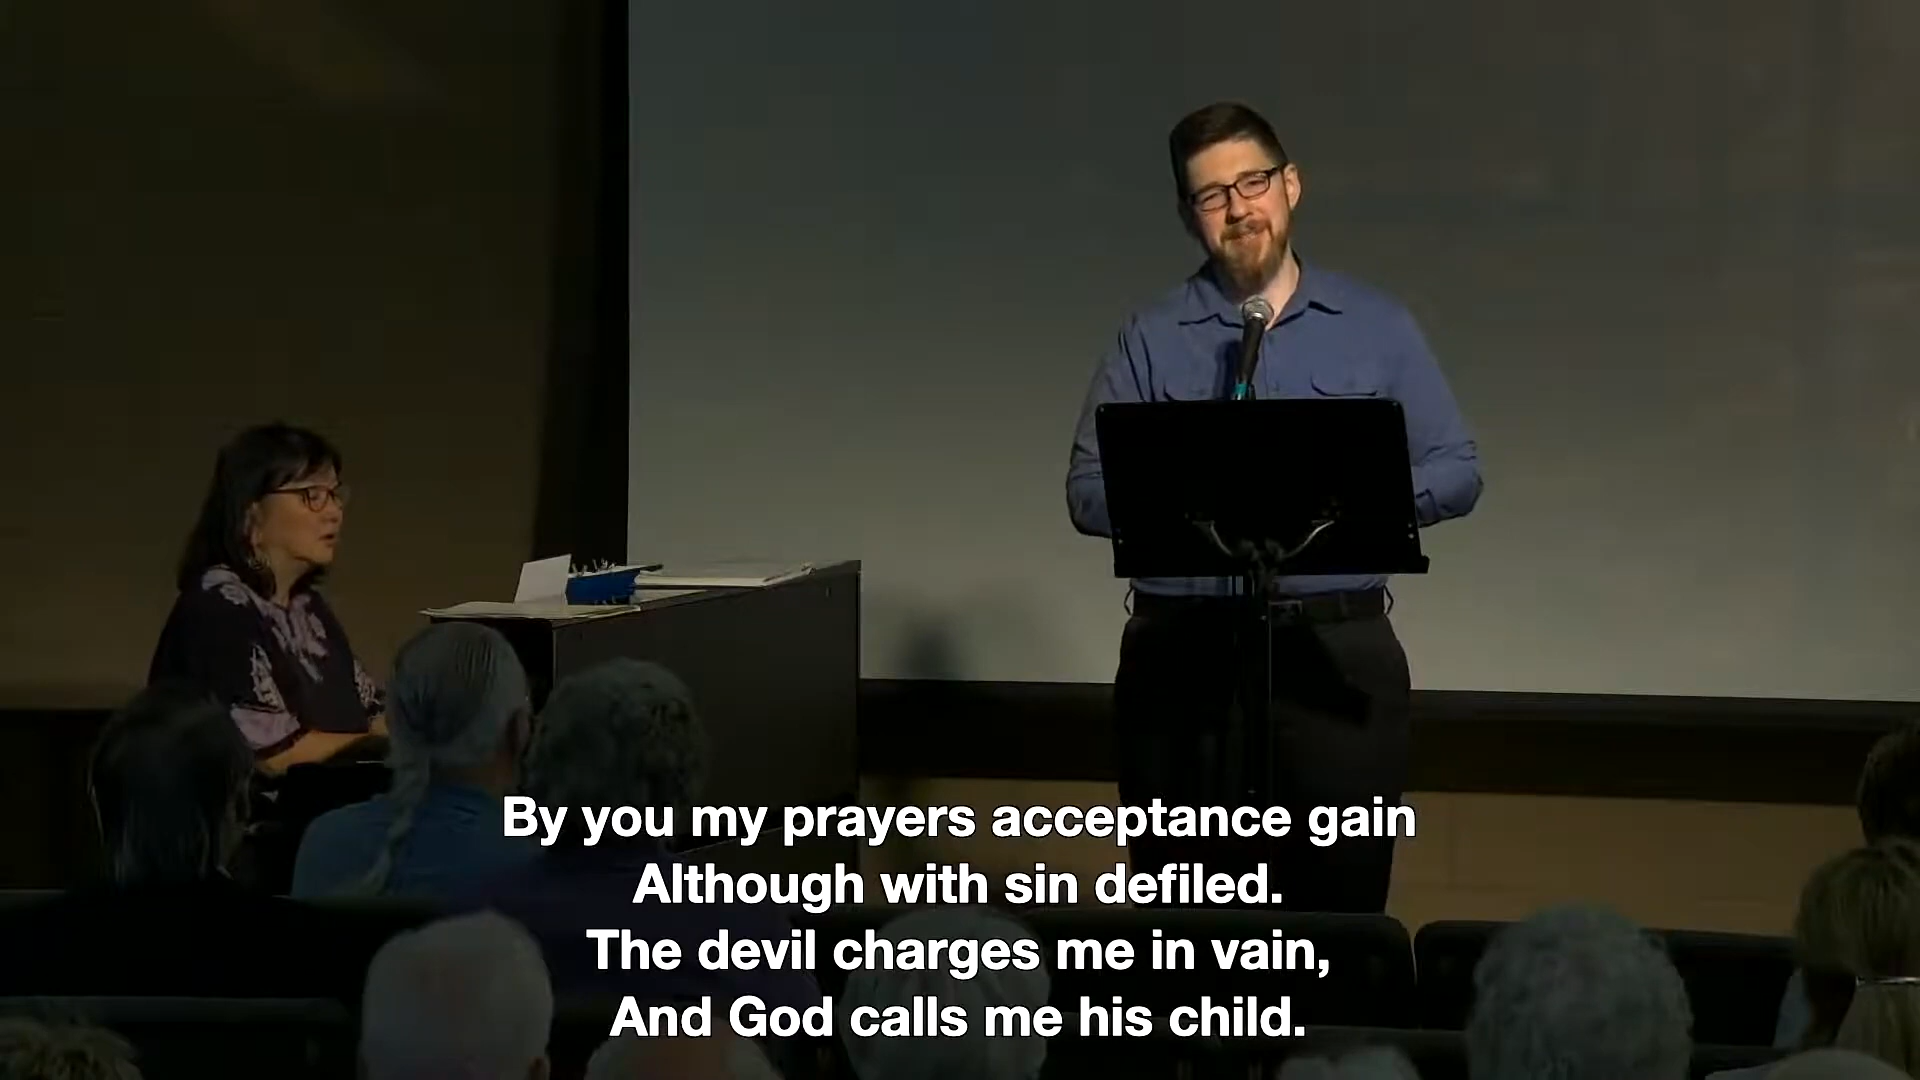 By you my prayers acceptance gain
Although with sin defiled.
The devil charges me in vain,
And God calls me his child.